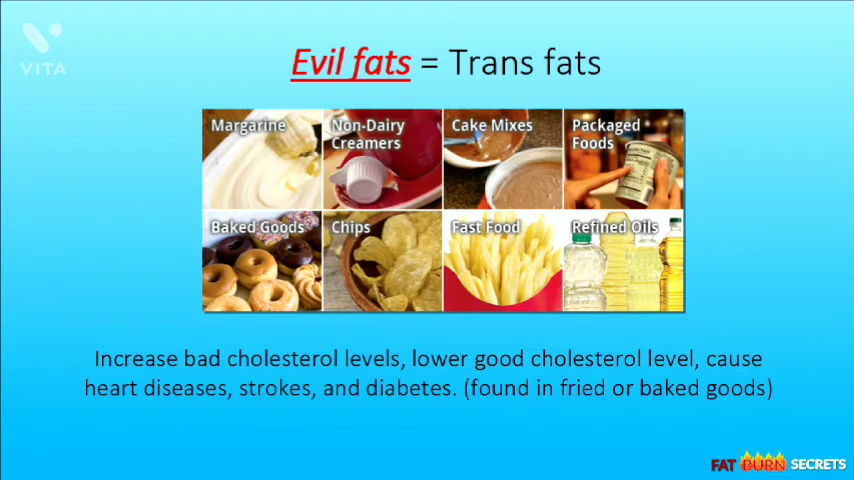 VITA
Evil fats = Trans fats
Margarine
Non-Dairy
Creamers
Cake Mixes
Packaged
Foods
Baked Goods
Chips
Fast Food
Refined Oils
Increase bad cholesterol levels, lower good cholesterol level, cause
heart diseases, strokes, and diabetes. (found in fried or baked goods)
FAT BURN SECRETS